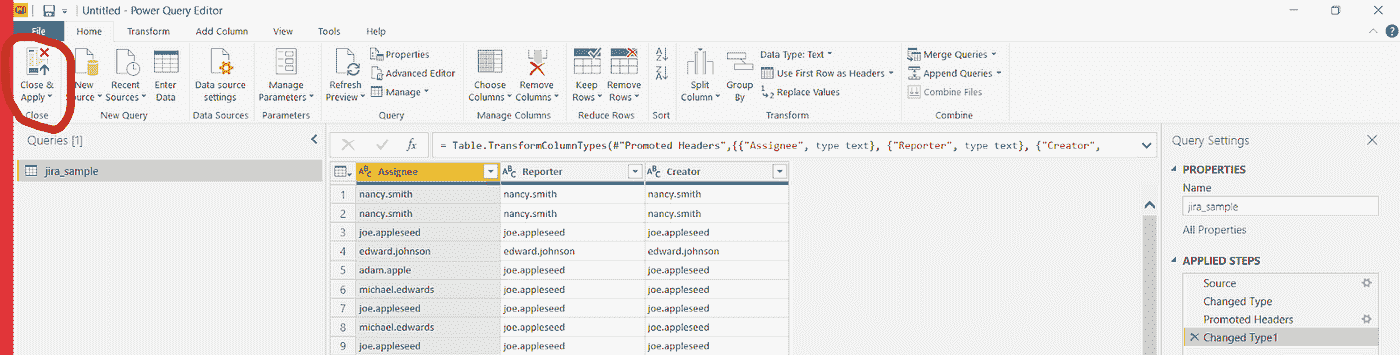 Untitled - Power Query Editor
File Home Transform Add Column View Tools Help
Close & Apply
New Source
Recent Sources
Enter Data
Data source settings
Manage Parameters
Refresh Preview
Properties
Advanced Editor
Manage
Choose Columns
Remove Columns
Keep Rows
Remove Rows
Split Column
Group By
Data Type: Text
Use First Row as Headers
Replace Values
Merge Queries
Append Queries
Combine Files
Close New Query Data Sources Parameters Query Manage Columns Reduce Rows Sort Transform Combine
Queries [1]
jira_sample
fx = Table.TransformColumnTypes(#"Promoted Headers",{{"Assignee", type text}, {"Reporter", type text}, {"Creator",
ABC Assignee ABC Reporter ABC Creator
1 nancy.smith nancy.smith nancy.smith
2 nancy.smith nancy.smith nancy.smith
3 joe.appleseed joe.appleseed joe.appleseed
4 edward.johnson edward.johnson edward.johnson
5 adam.apple joe.appleseed joe.appleseed
6 michael.edwards joe.appleseed joe.appleseed
7 joe.appleseed joe.appleseed joe.appleseed
8 michael.edwards joe.appleseed joe.appleseed
9 joe.appleseed joe.appleseed joe.appleseed
Query Settings
PROPERTIES
Name
jira_sample
All Properties
APPLIED STEPS
Source
Changed Type
Promoted Headers
Changed Type1